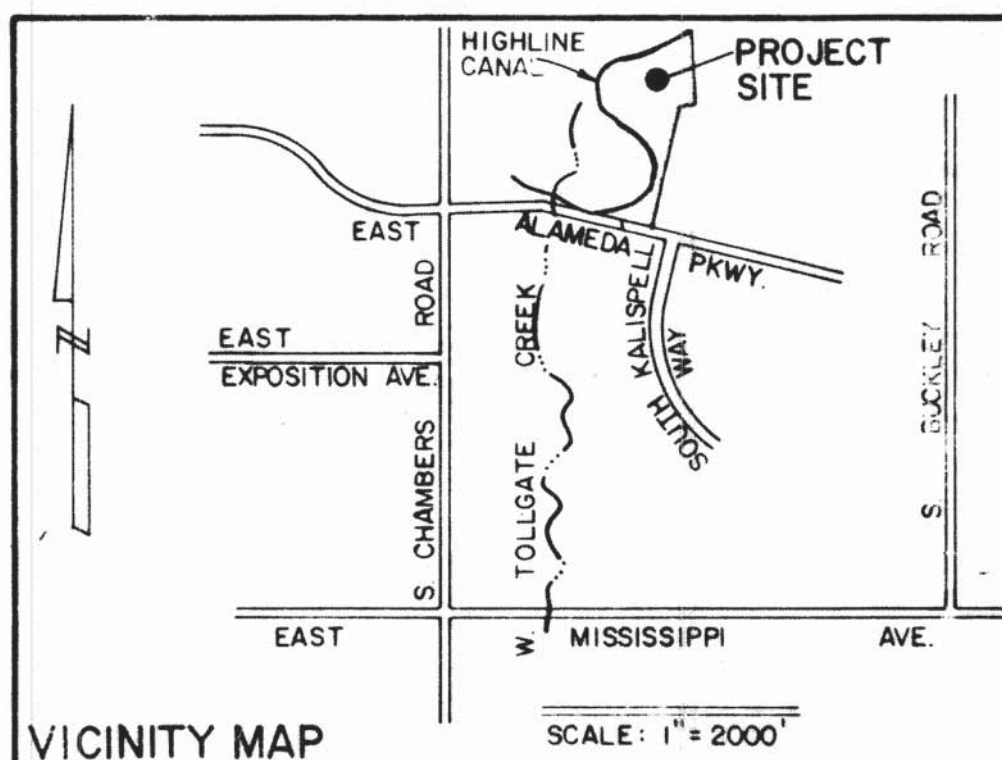 HIGHLINE
CANAL
PROJECT
SITE
EAST
ALAMEDA
PKWY.
ROAD
S. CHAMBERS
EAST
EXPOSITION AVE.
W. TOLLGATE CREEK
KALISPELL
WAY
SOUTH
S. BUCKLEY ROAD
N
EAST
MISSISSIPPI
AVE.
VICINITY MAP
SCALE: 1" = 2000'